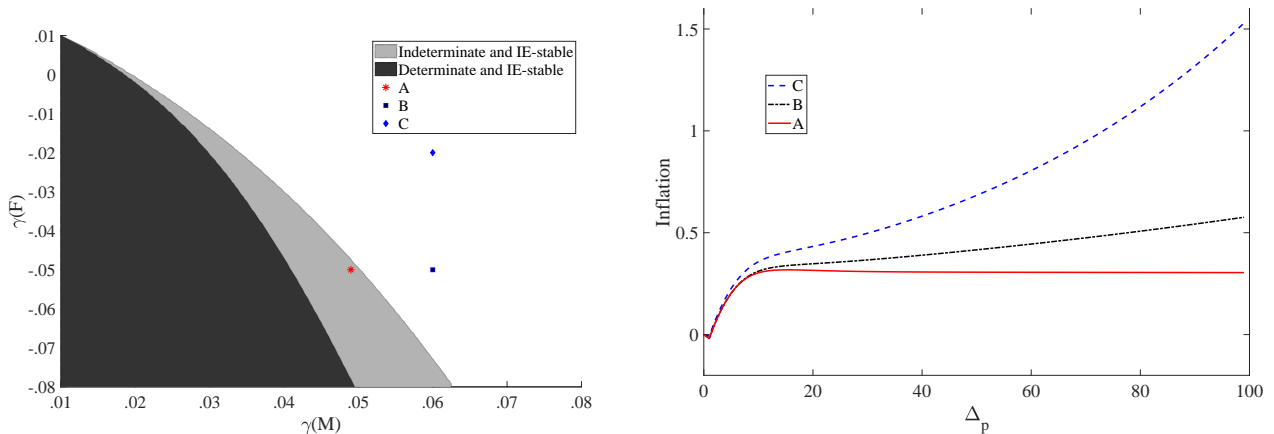 .01
0
-.01
-.02
-.03
-.04
-.05
-.06
-.07
-.08
γ(F)
.01 .02 .03 .04 .05 .06 .07 .08
γ(M)
Indeterminate and IE-stable
Determinate and IE-stable
A
B
C
1.5
1
0.5
0
Inflation
0 20 40 60 80 100
Δp
C
B
A